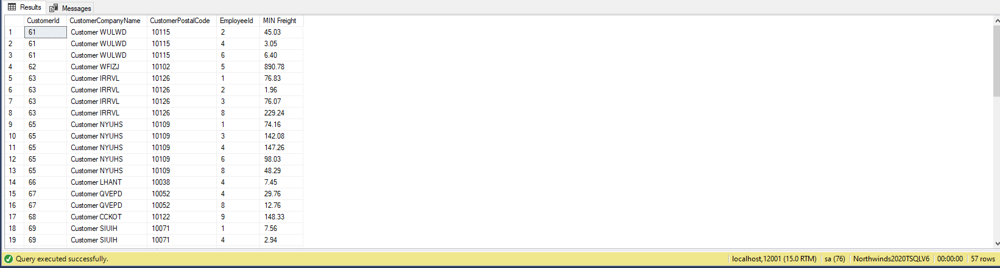 Results Messages
CustomerId CustomerCompanyName CustomerPostalCode EmployeeId MIN Freight
1 61 Customer WULWD 10115 2 45.03
2 61 Customer WULWD 10115 4 3.05
3 61 Customer WULWD 10115 6 6.40
4 62 Customer WFIZJ 10102 5 890.78
5 63 Customer IRRVL 10126 1 76.83
6 63 Customer IRRVL 10126 2 1.96
7 63 Customer IRRVL 10126 3 76.07
8 63 Customer IRRVL 10126 8 229.24
9 65 Customer NYUHS 10109 1 74.16
10 65 Customer NYUHS 10109 3 142.08
11 65 Customer NYUHS 10109 4 147.26
12 65 Customer NYUHS 10109 6 98.03
13 65 Customer NYUHS 10109 8 48.29
14 66 Customer LHANT 10038 4 7.45
15 67 Customer QVEPD 10052 4 29.76
16 67 Customer QVEPD 10052 8 12.76
17 68 Customer CCKOT 10122 9 148.33
18 69 Customer SIUIH 10071 1 7.56
19 69 Customer SIUIH 10071 4 2.94
Query executed successfully. localhost,12001 (15.0 RTM) sa (76) Northwinds2020TSQLV6 00:00:00 57 rows